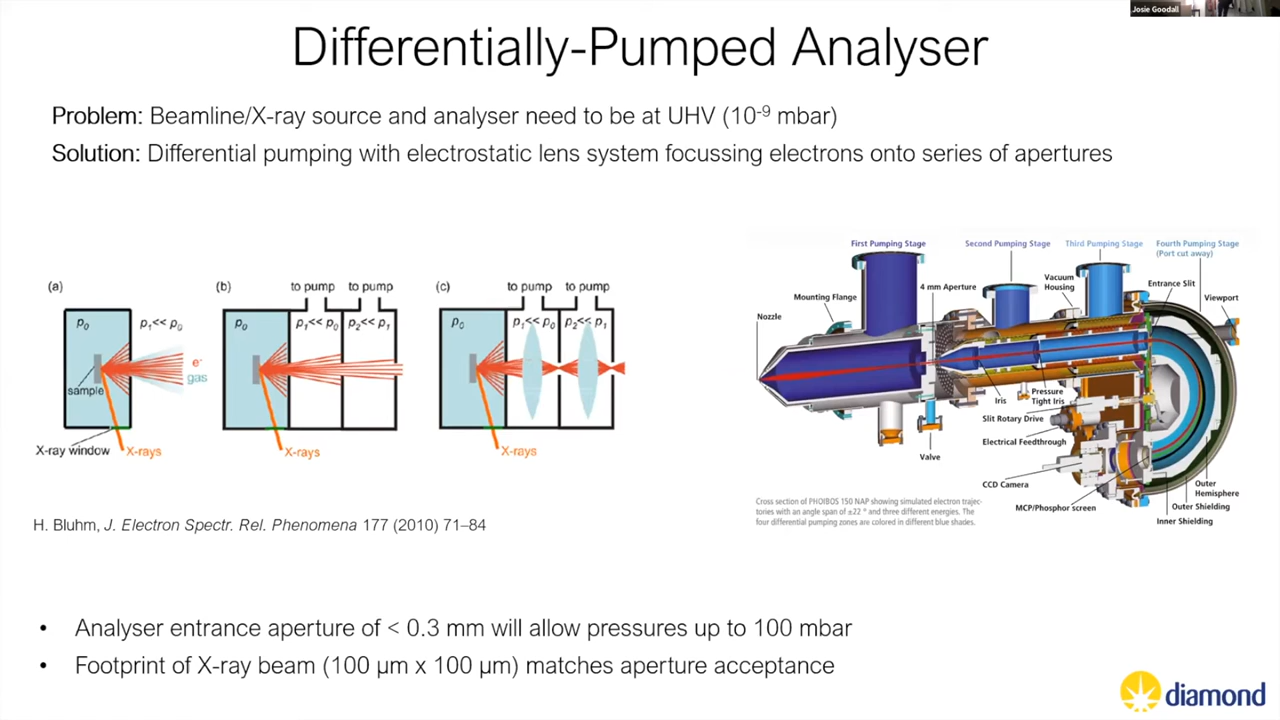 Josie Goodall
Differentially-Pumped Analyser
Problem: Beamline/X-ray source and analyser need to be at UHV (10⁻⁹ mbar)
Solution: Differential pumping with electrostatic lens system focussing electrons onto series of apertures
(a)
p₀
p₁<< p₀
sample
e⁻
gas
X-ray window
X-rays
(b)
to pump
to pump
p₀
p₁<< p₀
p₂<< p₁
X-rays
(c)
to pump
to pump
p₀
p₁<< p₀
p₂<< p₁
X-rays
H. Bluhm, J. Electron Spectr. Rel. Phenomena 177 (2010) 71–84
First Pumping Stage
Second Pumping Stage
Third Pumping Stage
Fourth Pumping Stage
(Port cut away)
Mounting Flange
4 mm Aperture
Vacuum
Housing
Entrance Slit
Viewport
Nozzle
Iris
Pressure
Tight Iris
Slit Rotary Drive
Electrical Feedthrough
Valve
CCD Camera
MCP/Phosphor screen
Outer
Hemisphere
Outer Shielding
Inner Shielding
Cross section of PHOIBOS 150 NAP showing simulated electron trajec-
tories with an angle span of ±22 ° and three different energies. The
four differential pumping zones are colored in different blue shades.
• Analyser entrance aperture of < 0.3 mm will allow pressures up to 100 mbar
• Footprint of X-ray beam (100 μm x 100 μm) matches aperture acceptance
diamond